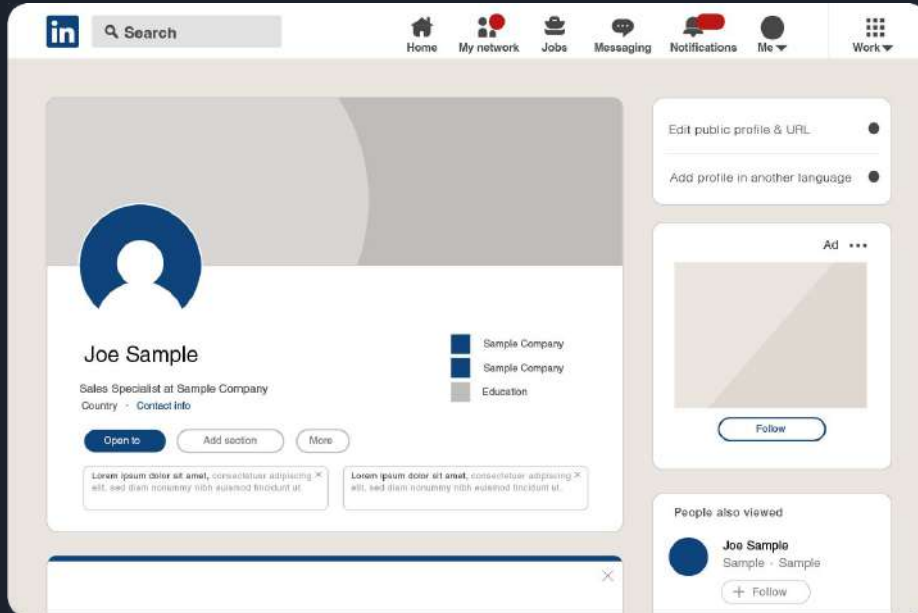 in
Search
Home
My network
Jobs
Messaging
Notifications
Me
Work
Joe Sample
Sales Specialist at Sample Company
Country · Contact info
Open to
Add section
More
Sample Company
Sample Company
Education
Lorem ipsum dolor sit amet, consectetuer adipiscing
elit, sed diam nonummy nibh euismod tincidunt ut.
Lorem ipsum dolor sit amet, consectetuer adipiscing
elit, sed diam nonummy nibh euismod tincidunt ut.
Edit public profile & URL
Add profile in another language
Ad
Follow
People also viewed
Joe Sample
Sample - Sample
+ Follow